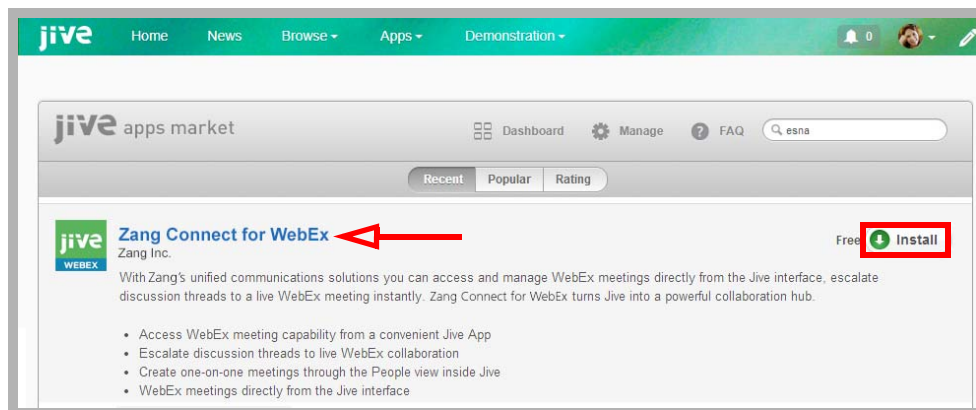 jive Home News Browse Apps Demonstration 0
jive apps market Dashboard Manage FAQ esna
Recent Popular Rating
jive WEBEX
Zang Connect for WebEx
Zang Inc.
Free Install
With Zang's unified communications solutions you can access and manage WebEx meetings directly from the Jive interface, escalate
discussion threads to a live WebEx meeting instantly. Zang Connect for WebEx turns Jive into a powerful collaboration hub.
• Access WebEx meeting capability from a convenient Jive App
• Escalate discussion threads to live WebEx collaboration
• Create one-on-one meetings through the People view inside Jive
• WebEx meetings directly from the Jive interface